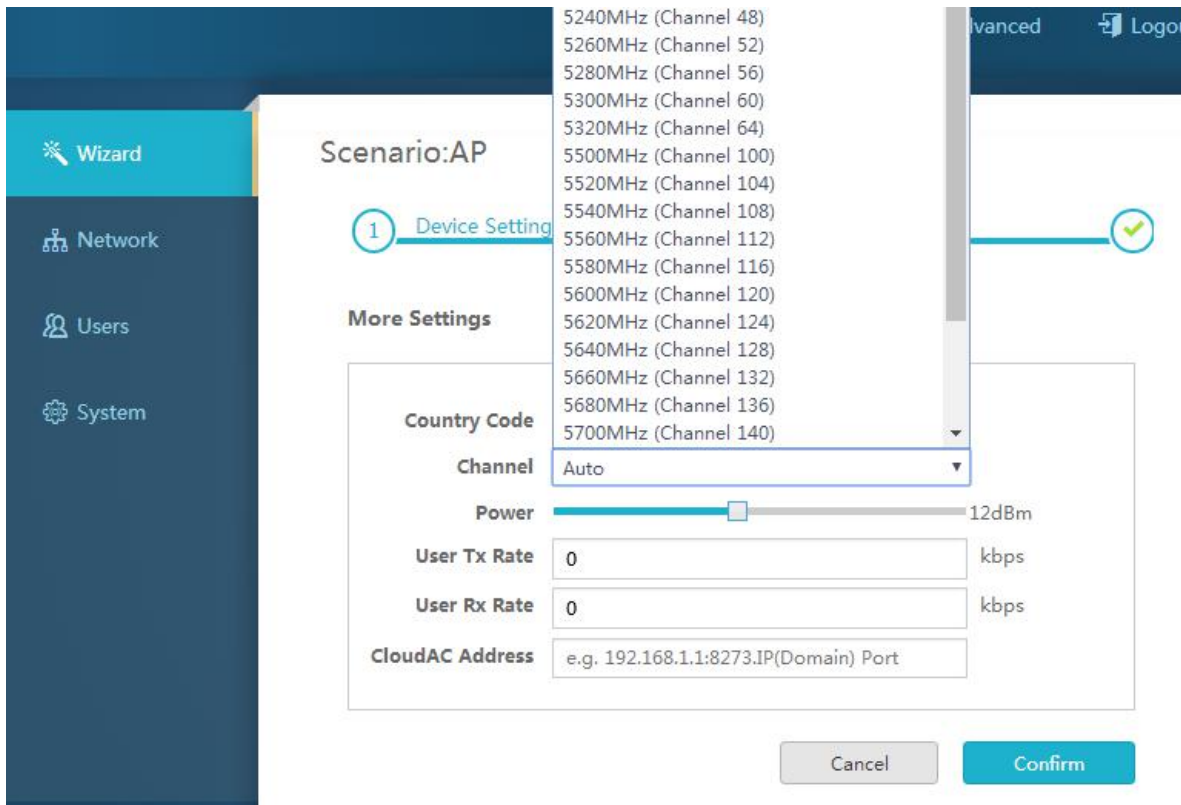 5240MHz (Channel 48)
lvanced
Logou
5260MHz (Channel 52)
5280MHz (Channel 56)
5300MHz (Channel 60)
5320MHz (Channel 64)
5500MHz (Channel 100)
5520MHz (Channel 104)
5540MHz (Channel 108)
5560MHz (Channel 112)
5580MHz (Channel 116)
5600MHz (Channel 120)
5620MHz (Channel 124)
5640MHz (Channel 128)
5660MHz (Channel 132)
5680MHz (Channel 136)
5700MHz (Channel 140)
Wizard
Network
Users
System
Scenario:AP
1 Device Setting
More Settings
Country Code
Channel Auto
Power 12dBm
User Tx Rate 0 kbps
User Rx Rate 0 kbps
CloudAC Address e.g. 192.168.1.1:8273.IP(Domain) Port
Cancel Confirm